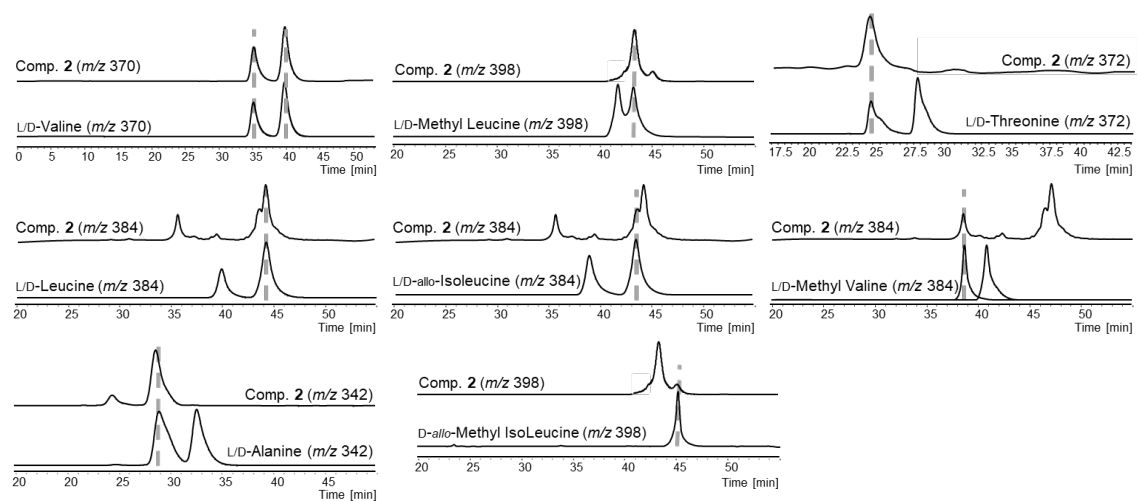 Comp. 2 (m/z 370)
L/D-Valine (m/z 370)
0 5 10 15 20 25 30 35 40 45 50
Time [min]
Comp. 2 (m/z 398)
L/D-Methyl Leucine (m/z 398)
20 20 30 35 40 45 50
Time [min]
Comp. 2 (m/z 372)
L/D-Threonine (m/z 372)
17.5 20 22.5 25 27.5 30 32.5 35 37.5 40 42.5
Time [min]
Comp. 2 (m/z 384)
L/D-Leucine (m/z 384)
20 20 30 35 40 45 50
Time [min]
Comp. 2 (m/z 384)
L/D-allo-Isoleucine (m/z 384)
20 20 30 35 40 45 50
Time [min]
Comp. 2 (m/z 384)
L/D-Methyl Valine (m/z 384)
20 20 30 35 40 45 50
Time [min]
Comp. 2 (m/z 342)
L/D-Alanine (m/z 342)
20 20 30 35 40 45
Time [min]
Comp. 2 (m/z 398)
D-allo-Methyl IsoLeucine (m/z 398)
20 20 30 35 40 45 50
Time [min]